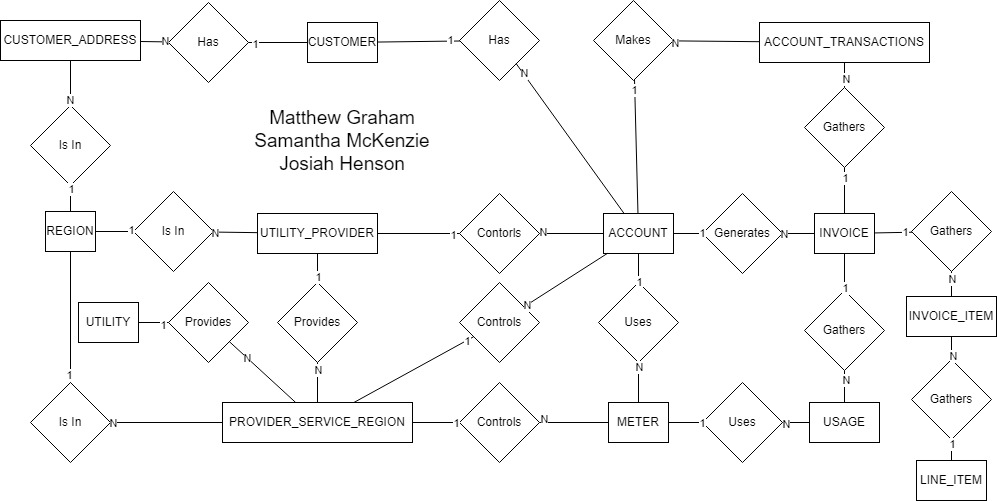 CUSTOMER_ADDRESS N Has 1 CUSTOMER 1 Has Makes N ACCOUNT_TRANSACTIONS
N N 1 N
Matthew Graham
Samantha McKenzie
Josiah Henson
Is In Gathers
1 1
REGION 1 Is In N UTILITY_PROVIDER 1 Contorls N ACCOUNT 1 Generates N INVOICE 1 Gathers
1 1 1 N
UTILITY 1 Provides Provides Controls N Uses Gathers INVOICE_ITEM
N N 1 N N N
1
Is In N PROVIDER_SERVICE_REGION 1 Controls N METER 1 Uses N USAGE Gathers
1
LINE_ITEM